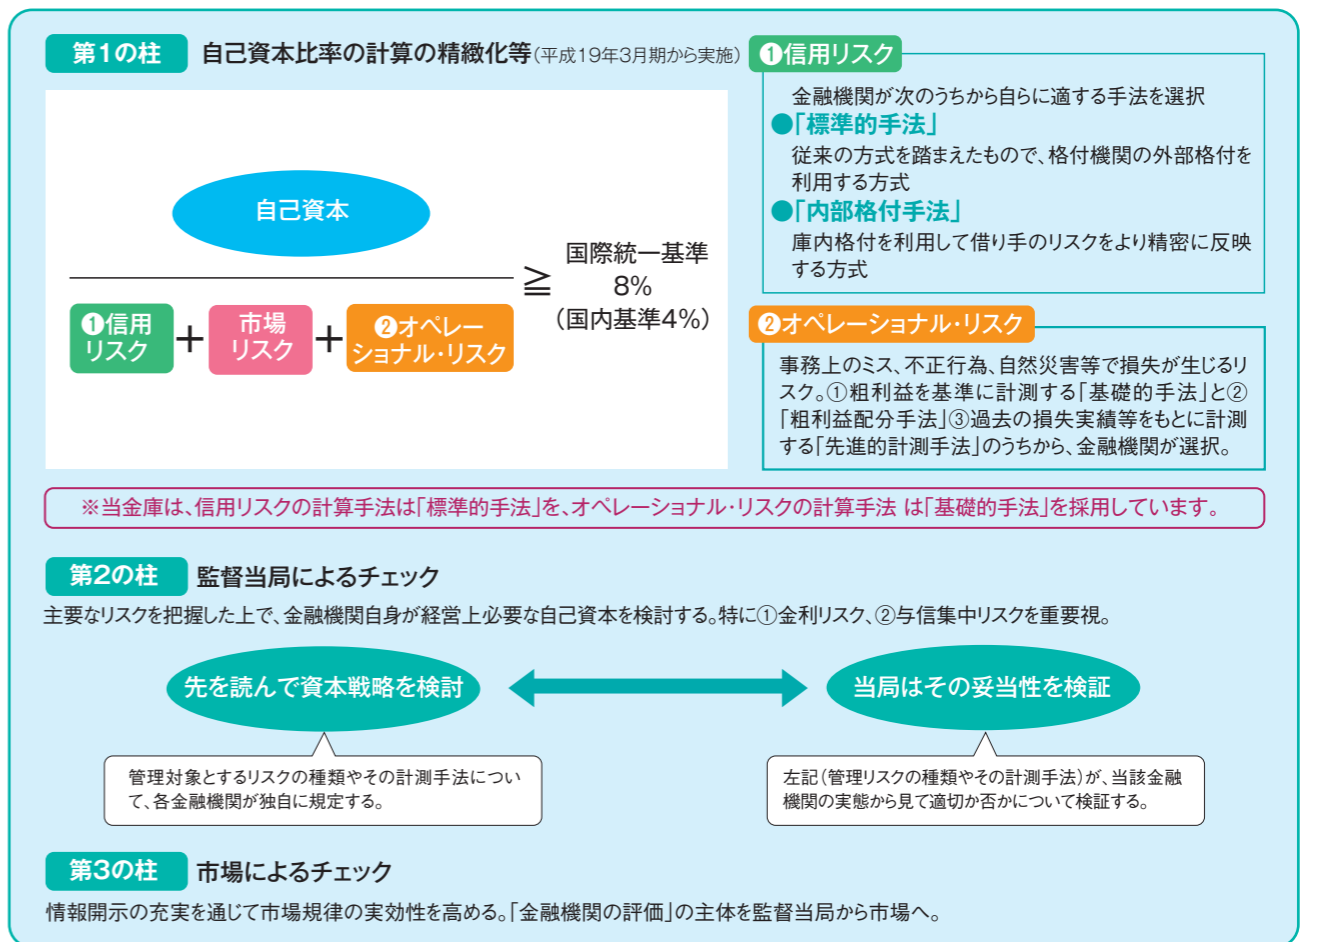 第1の柱 自己資本比率の計算の精緻化等(平成19年3月期から実施)
自己資本
❶信用
リスク
+
市場
リスク
+
❷オペレー
ショナル・リスク
≧
国際統一基準
8%
(国内基準4%)
❶信用リスク
金融機関が次のうちから自らに適する手法を選択
●「標準的手法」
従来の方式を踏まえたもので、格付機関の外部格付を
利用する方式
●「内部格付手法」
庫内格付を利用して借り手のリスクをより精密に反映
する方式
❷オペレーショナル・リスク
事務上のミス、不正行為、自然災害等で損失が生じるリ
スク。①粗利益を基準に計測する「基礎的手法」と②
「粗利益配分手法」③過去の損失実績等をもとに計測
する「先進的計測手法」のうちから、金融機関が選択。
※当金庫は、信用リスクの計算手法は「標準的手法」を、オペレーショナル・リスクの計算手法 は「基礎的手法」を採用しています。
第2の柱 監督当局によるチェック
主要なリスクを把握した上で、金融機関自身が経営上必要な自己資本を検討する。特に①金利リスク、②与信集中リスクを重要視。
先を読んで資本戦略を検討
当局はその妥当性を検証
管理対象とするリスクの種類やその計測手法につい
て、各金融機関が独自に規定する。
左記(管理リスクの種類やその計測手法)が、当該金融
機関の実態から見て適切か否かについて検証する。
第3の柱 市場によるチェック
情報開示の充実を通じて市場規律の実効性を高める。「金融機関の評価」の主体を監督当局から市場へ。